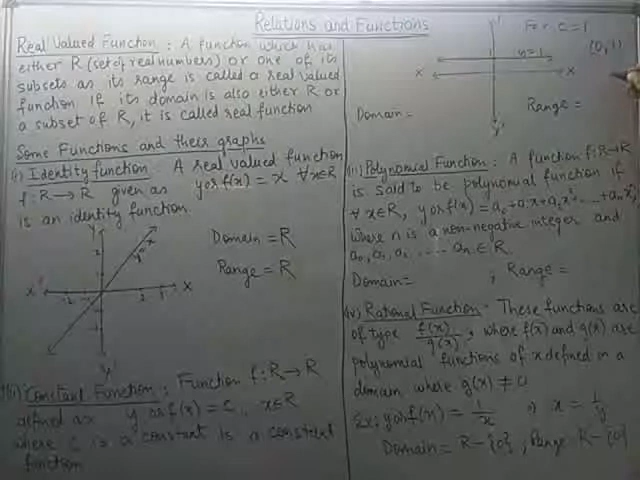 Relations and Functions
Real Valued Function : A function which has
either R (set of real numbers) or one of its
subsets as its range is called a real valued
function. If its domain is also either R or
a subset of R, it is called real function
Some Functions and their graphs
(i) Identity function : A real valued function
f : R → R given as y or f(x) = x ∀ x ∈ R
is an identity function.
Y
Domain = R
Range = R
X' X
Y'
(ii) Constant Function : Function f : R → R
defined as y or f(x) = c, x ∈ R
where c is a constant is a constant
function
For c = 1
(0, 1)
X X
Y'
Domain = Range =
(iii) Polynomial Function : A function f : R → R
is said to be polynomial function if
∀ x ∈ R, y or f(x) = a₀ + a₁x + a₂x² + ... + aₙxⁿ,
where n is a non-negative integer and
a₀, a₁, a₂ .... aₙ ∈ R
Domain = ; Range =
(iv) Rational Function - These functions are
of type f(x)/g(x), where f(x) and g(x) are
polynomial functions of x defined in a
domain where g(x) ≠ 0
Ex: y or f(x) = 1/x ⇒ x = 1/y
Domain = R - {0}, Range R - {0}